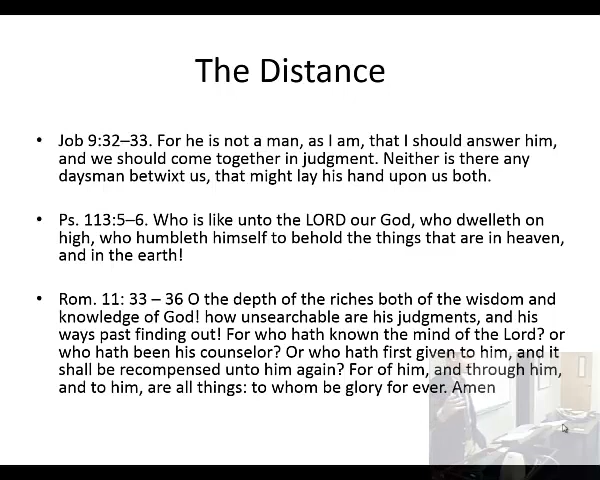 The Distance
• Job 9:32–33. For he is not a man, as I am, that I should answer him,
and we should come together in judgment. Neither is there any
daysman betwixt us, that might lay his hand upon us both.
• Ps. 113:5–6. Who is like unto the LORD our God, who dwelleth on
high, who humbleth himself to behold the things that are in heaven,
and in the earth!
• Rom. 11: 33 – 36 O the depth of the riches both of the wisdom and
knowledge of God! how unsearchable are his judgments, and his
ways past finding out! For who hath known the mind of the Lord? or
who hath been his counselor? Or who hath first given to him, and it
shall be recompensed unto him again? For of him, and through him,
and to him, are all things: to whom be glory for ever. Amen